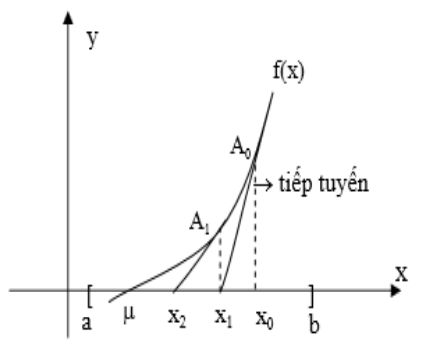 y
f(x)
A₀
tiếp tuyến
A₁
x
[ ]
a μ x₂ x₁ x₀ b